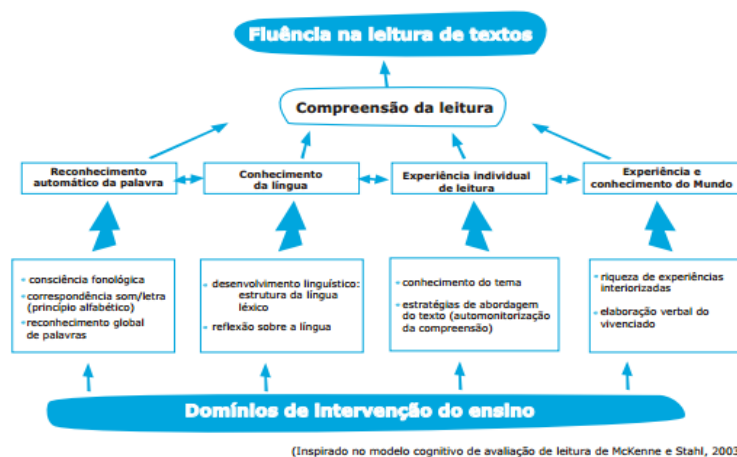 Fluência na leitura de textos
Compreensão da leitura
Reconhecimento
automático da palavra
Conhecimento
da língua
Experiência individual
de leitura
Experiência e
conhecimento do Mundo
• consciência fonológica
• correspondência som/letra
(princípio alfabético)
• reconhecimento global
de palavras
• desenvolvimento linguístico:
estrutura da língua
léxico
• reflexão sobre a língua
• conhecimento do tema
• estratégias de abordagem
do texto (automonitorização
da compreensão)
• riqueza de experiências
interiorizadas
• elaboração verbal do
vivenciado
Domínios de intervenção do ensino
(Inspirado no modelo cognitivo de avaliação de leitura de McKenne e Stahl, 2003